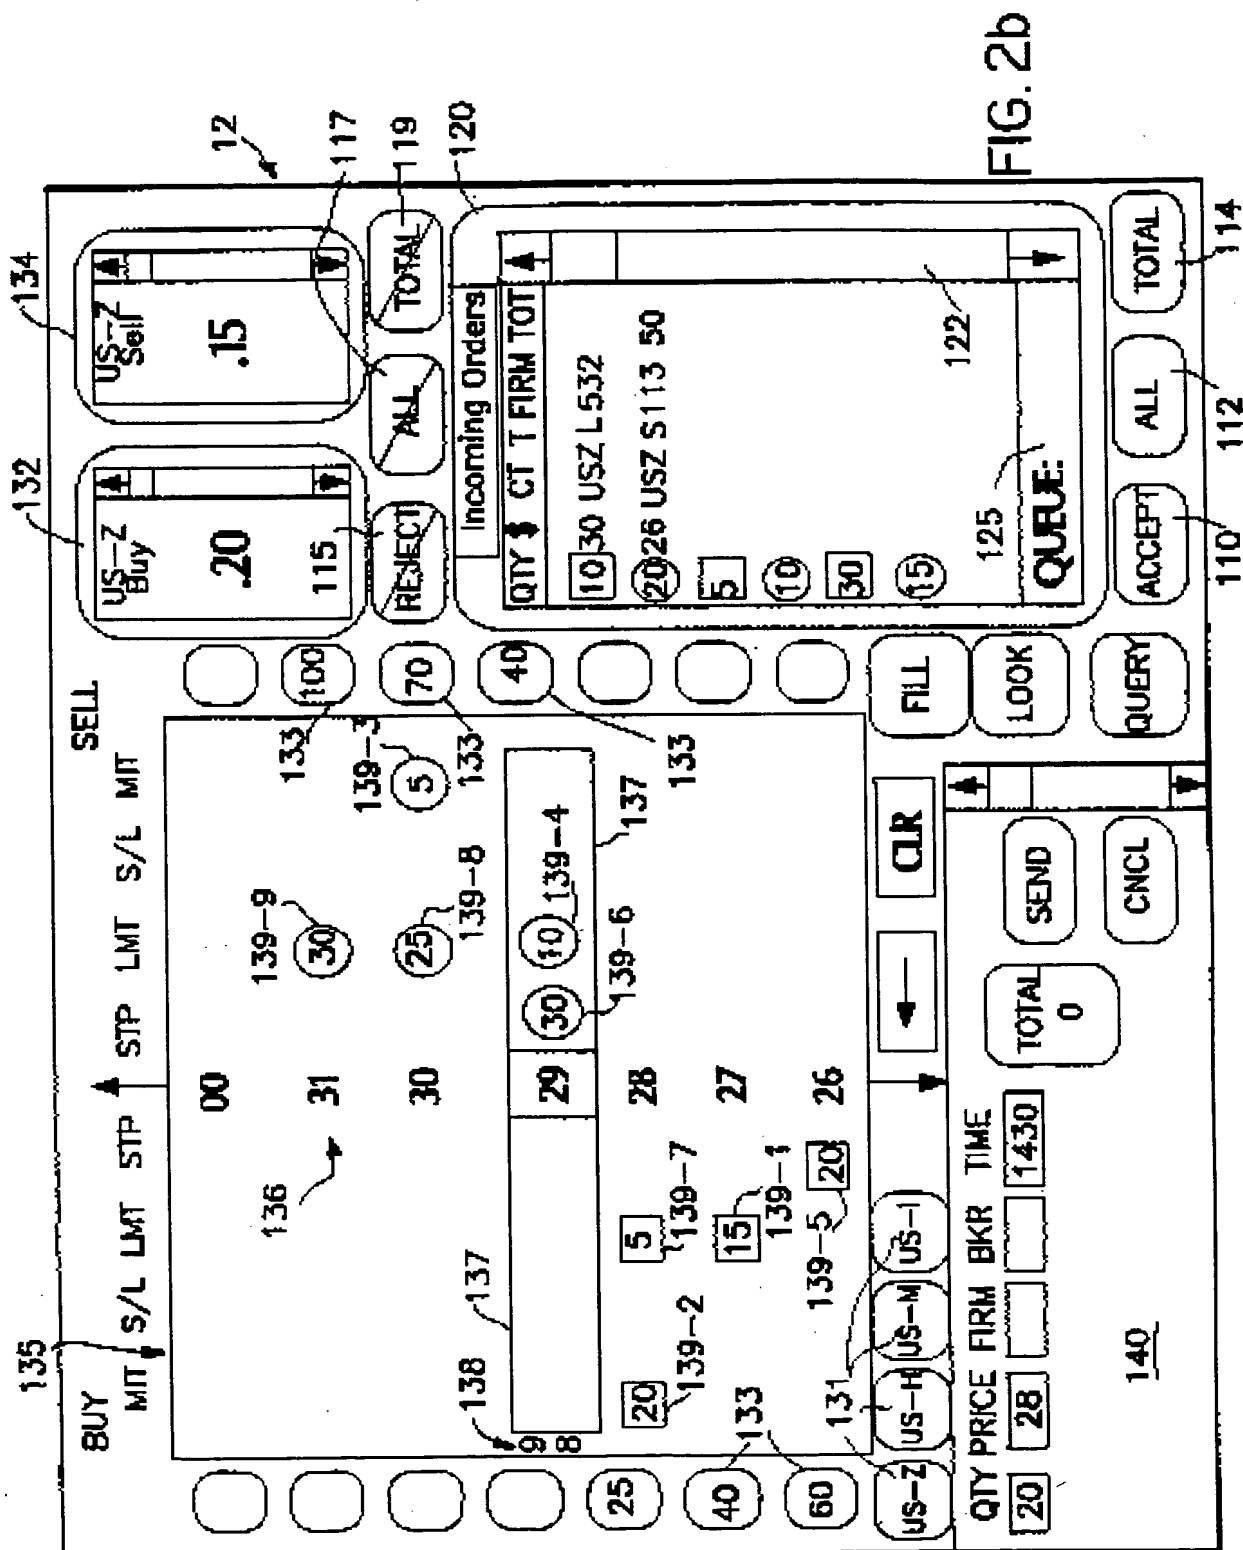 12
134
132
US-Z
Buy
.20
US-Z
Sell
.15
117
119
115
REJECT
ALL
TOTAL
120
Incoming Orders
QTY $ CT T FIRM TOT
10 30 USZ L 532
20 26 USZ S 113 50
5
10
30
15
122
125
QUEUE:
ACCEPT
ALL
TOTAL
110
112
114
BUY
SELL
135
MIT S/L LMT STP STP LMT S/L MIT
00
136
31
139-9
30
133
100
30
25
139-8
139-3
5
133
70
137
138
9
8
29
30
10
139-4
139-6
137
133
40
25
20
139-2
5
139-7
28
40
133
15
139-1
27
60
139-5
20
26
US-Z
US-H
US-M
US-1
131
CLR
FILL
LOOK
QUERY
QTY PRICE FIRM BKR TIME
20
28
1430
TOTAL
0
SEND
CNCL
140
FIG. 2b